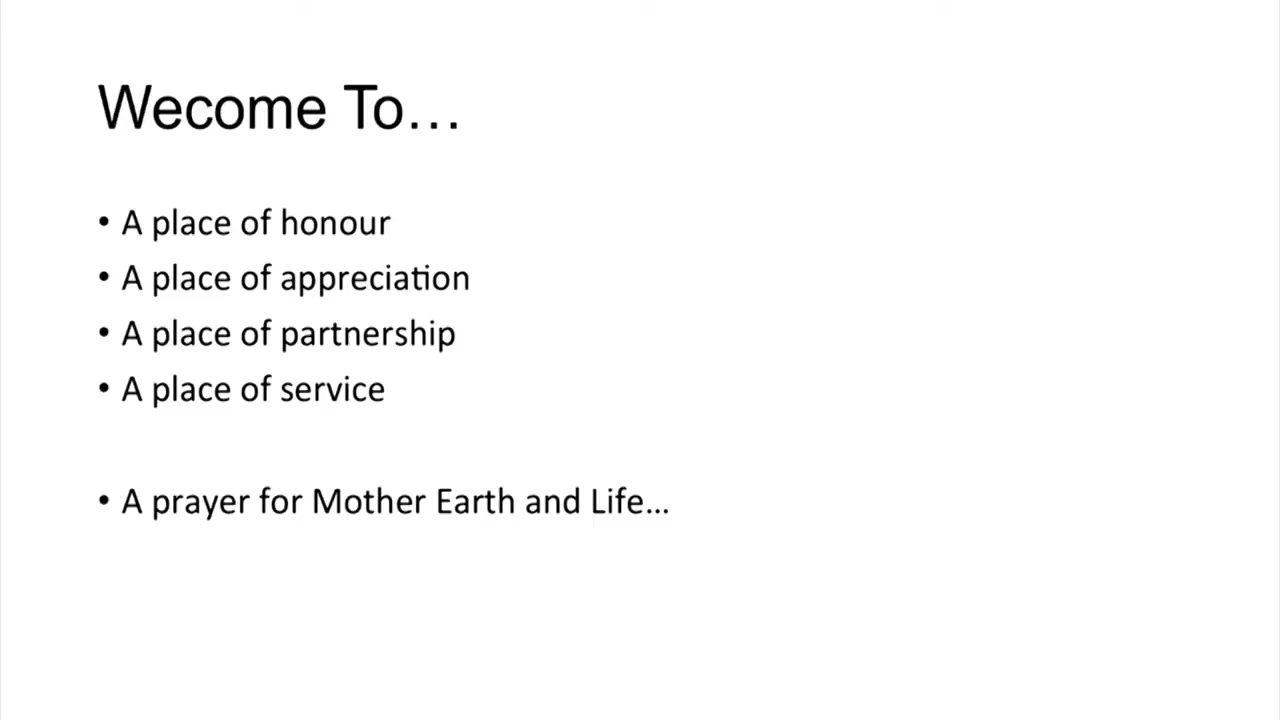 Wecome To...
• A place of honour
• A place of appreciation
• A place of partnership
• A place of service
• A prayer for Mother Earth and Life...